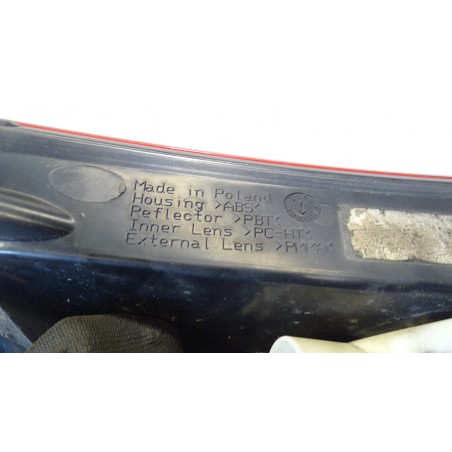 Made in Poland
Housing >ABS<
Reflector >PBT<
Inner Lens >PC-HT<
External Lens >PMMA<